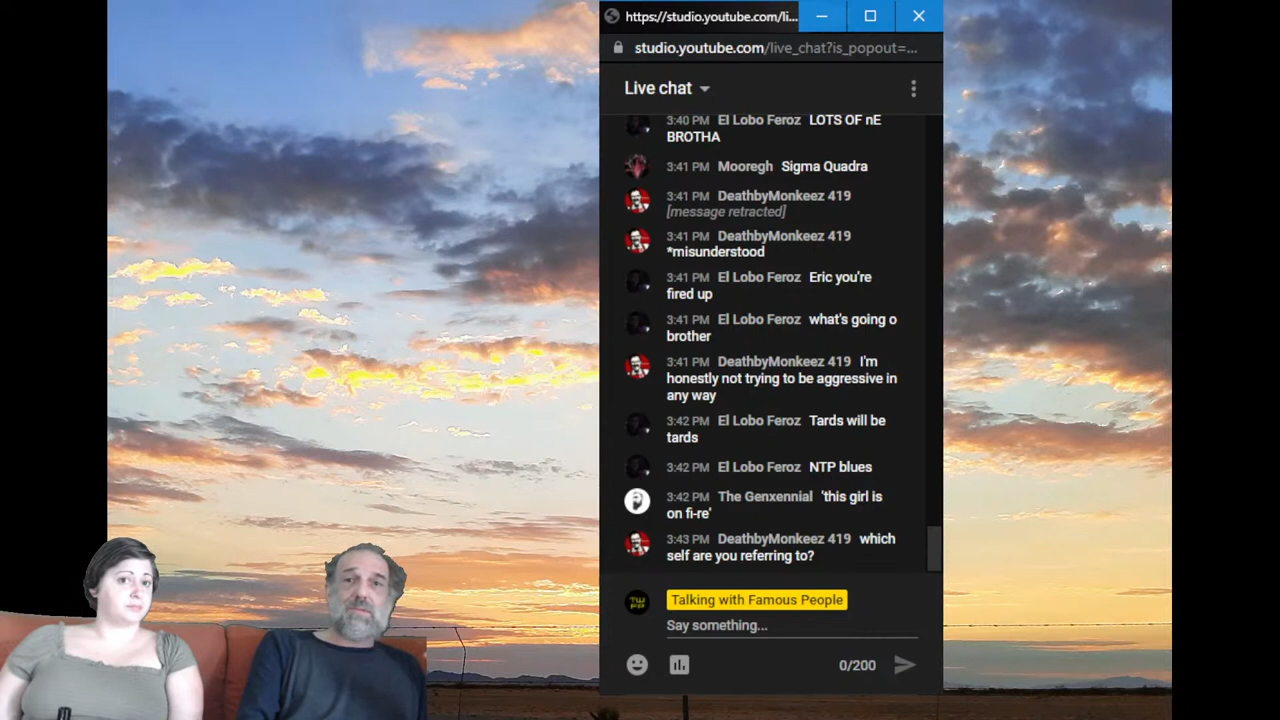 https://studio.youtube.com/li...
studio.youtube.com/live_chat?is_popout=...
Live chat
3:40 PM El Lobo Feroz LOTS OF nE
BROTHA
3:41 PM Mooregh Sigma Quadra
3:41 PM DeathbyMonkeez 419
[message retracted]
3:41 PM DeathbyMonkeez 419
*misunderstood
3:41 PM El Lobo Feroz Eric you're
fired up
3:41 PM El Lobo Feroz what's going o
brother
3:41 PM DeathbyMonkeez 419 I'm
honestly not trying to be aggressive in
any way
3:42 PM El Lobo Feroz Tards will be
tards
3:42 PM El Lobo Feroz NTP blues
3:42 PM The Genxennial 'this girl is
on fi-re'
3:43 PM DeathbyMonkeez 419 which
self are you referring to?
Talking with Famous People
Say something...
0/200